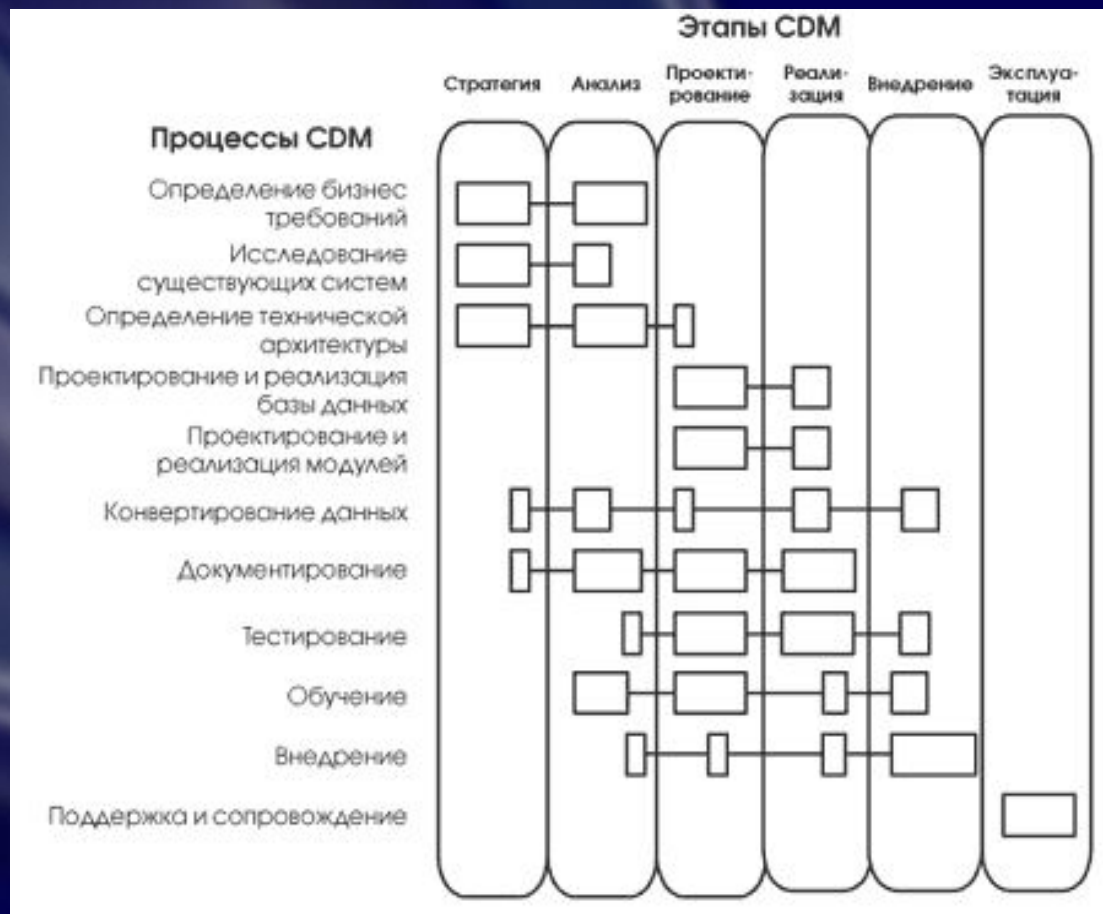 Этапы CDM
Стратегия Анализ Проекти- Реали- Внедрение Эксплуа-
рование зация тация
Процессы CDM
Определение бизнес
требований
Исследование
существующих систем
Определение технической
архитектуры
Проектирование и реализация
базы данных
Проектирование и
реализация модулей
Конвертирование данных
Документирование
Тестирование
Обучение
Внедрение
Поддержка и сопровождение